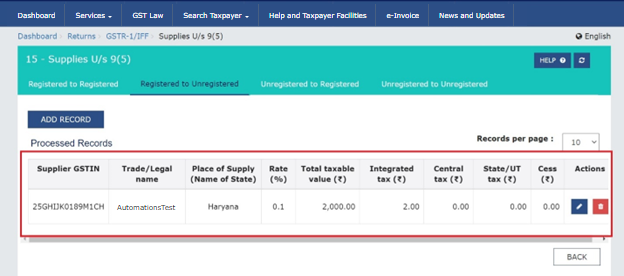 Dashboard Services GST Law Search Taxpayer Help and Taxpayer Facilities e-Invoice News and Updates
Dashboard › Returns › GSTR-1/IFF › Supplies U/s 9(5) English
15 - Supplies U/s 9(5) HELP
Registered to Registered Registered to Unregistered Unregistered to Registered Unregistered to Unregistered
ADD RECORD
Processed Records Records per page : 10
Supplier GSTIN Trade/Legal name Place of Supply (Name of State) Rate (%) Total taxable value (₹) Integrated tax (₹) Central tax (₹) State/UT tax (₹) Cess (₹) Actions
25GHIJK0189M1CH AutomationsTest Haryana 0.1 2,000.00 2.00 0.00 0.00 0.00
BACK